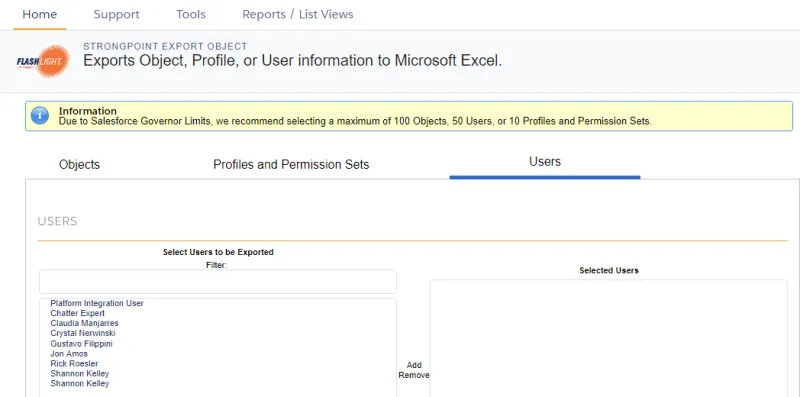 Home Support Tools Reports / List Views
STRONGPOINT EXPORT OBJECT
FLASHLIGHT
Exports Object, Profile, or User information to Microsoft Excel.
Information
Due to Salesforce Governor Limits, we recommend selecting a maximum of 100 Objects, 50 Users, or 10 Profiles and Permission Sets.
Objects Profiles and Permission Sets Users
USERS
Select Users to be Exported
Filter:
Selected Users
Platform Integration User
Chatter Expert
Claudia Manjarres
Crystal Nerwinski
Gustavo Filippini
Jon Amos
Rick Roesler
Shannon Kelley
Shannon Kelley
Add
Remove